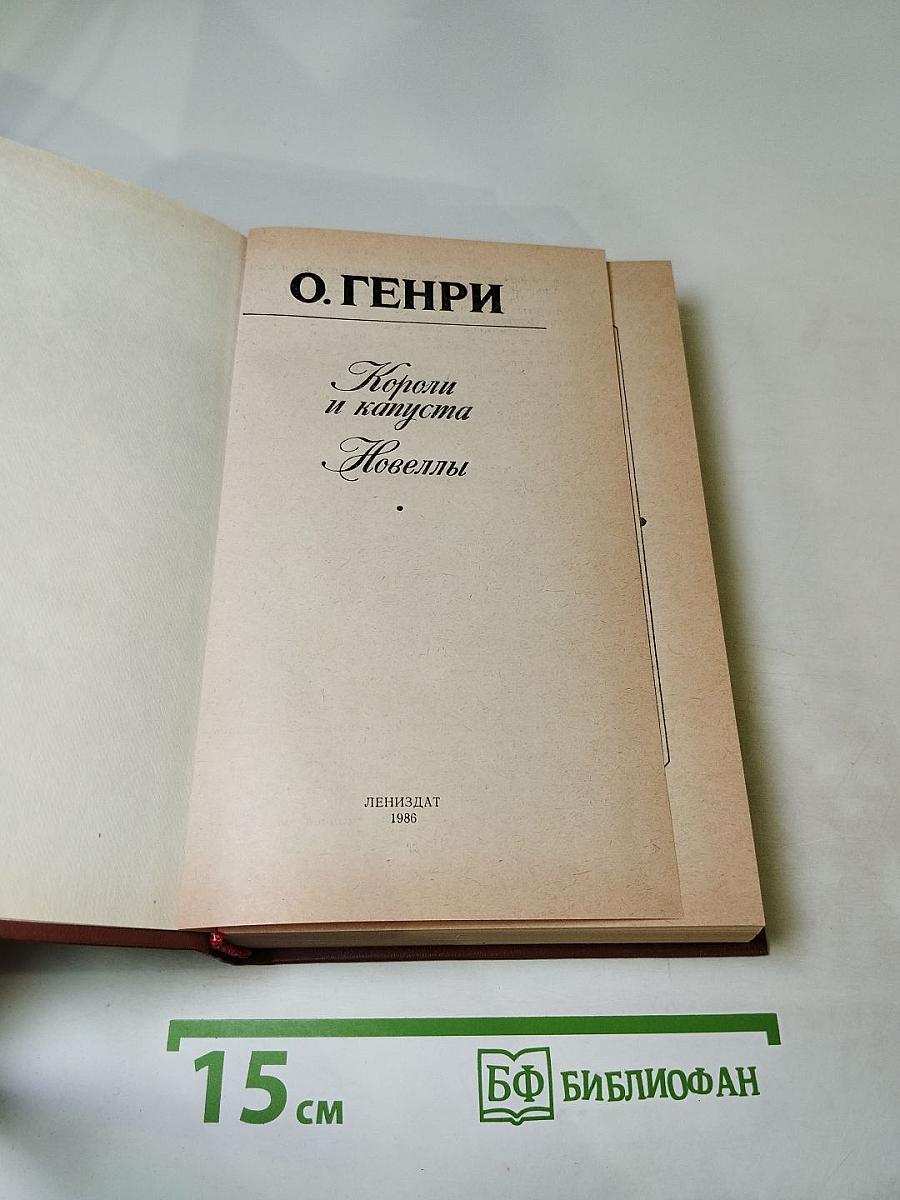 О. ГЕНРИ
Короли
и капуста
Новеллы
ЛЕНИЗДАТ
1986
15 см
БФ БИБЛИОФАН